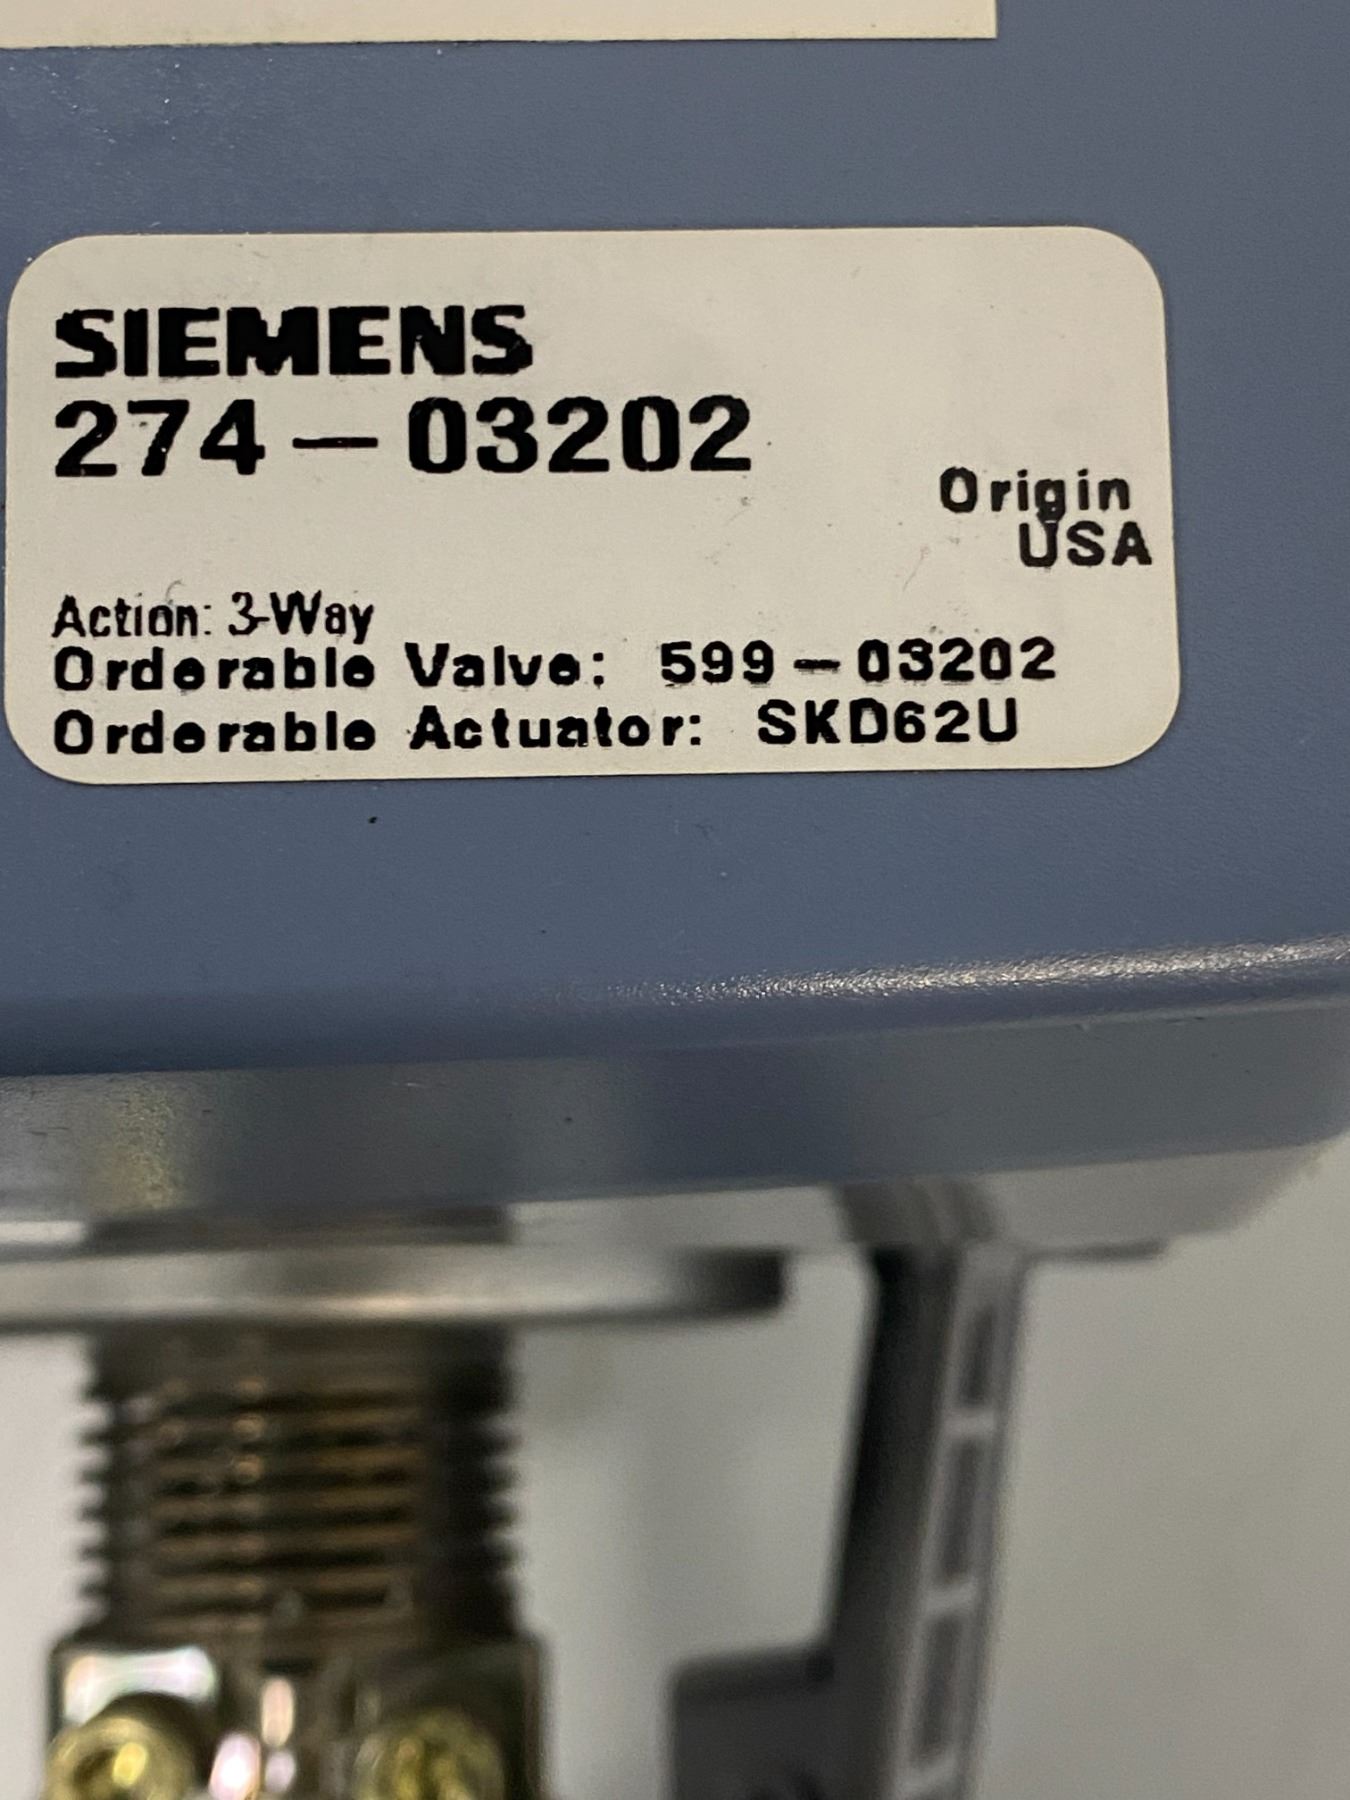 SIEMENS
274-03202
Origin
USA
Action: 3-Way
Orderable Valve: 599-03202
Orderable Actuator: SKD62U